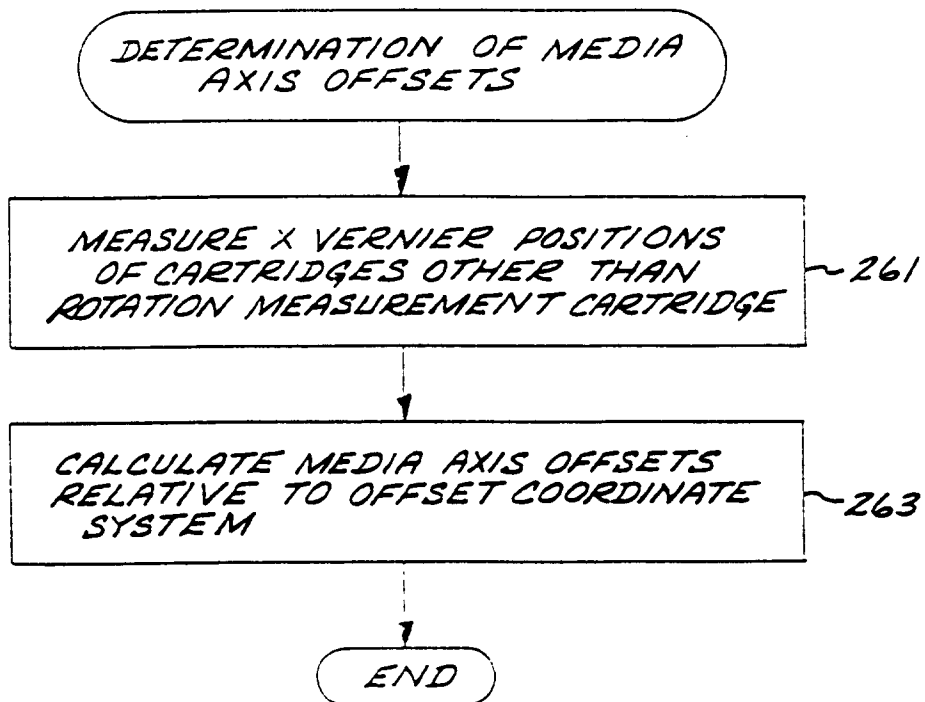 DETERMINATION OF MEDIA
AXIS OFFSETS
MEASURE X VERNIER POSITIONS
OF CARTRIDGES OTHER THAN
ROTATION MEASUREMENT CARTRIDGE
261
CALCULATE MEDIA AXIS OFFSETS
RELATIVE TO OFFSET COORDINATE
SYSTEM
263
END